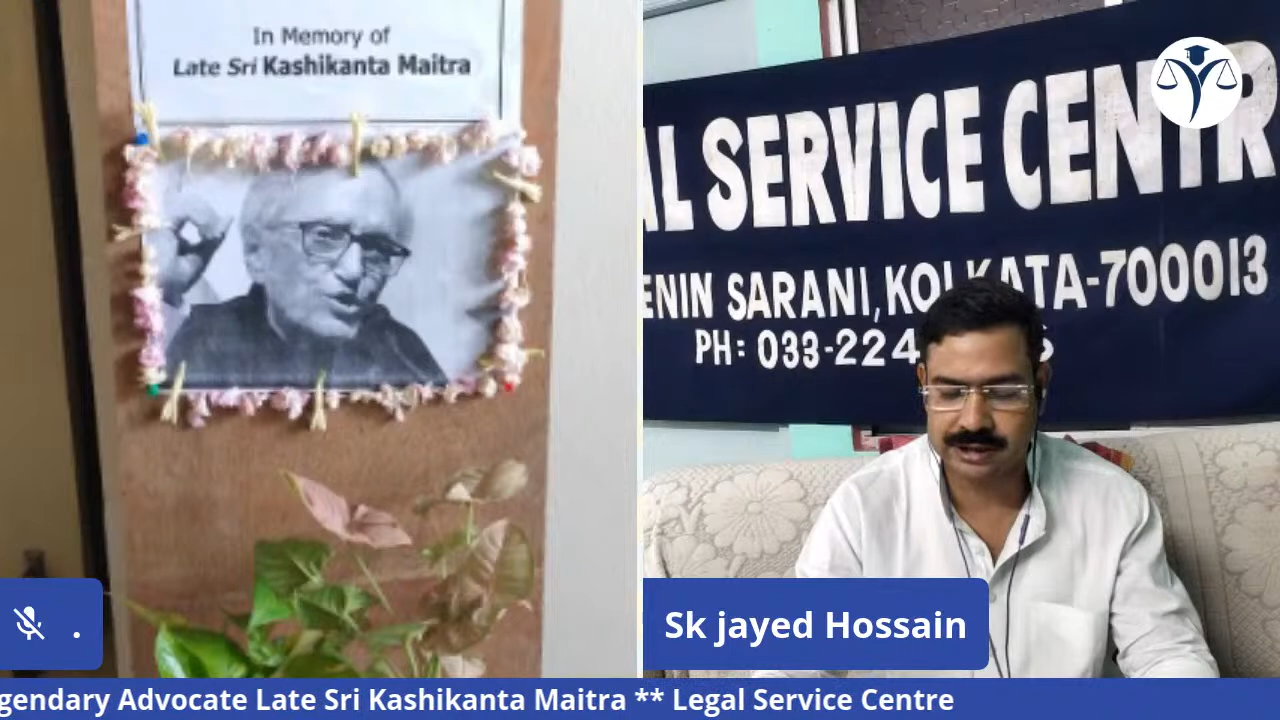 In Memory of
Late Sri Kashikanta Maitra
AL SERVICE CENTR
ENIN SARANI, KOLKATA-700013
PH: 033-224
.
Sk jayed Hossain
gendary Advocate Late Sri Kashikanta Maitra ** Legal Service Centre